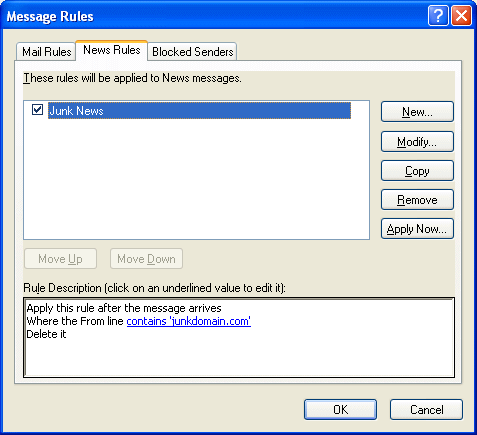 Message Rules
Mail Rules News Rules Blocked Senders
These rules will be applied to News messages.
Junk News
New...
Modify...
Copy
Remove
Apply Now...
Move Up Move Down
Rule Description (click on an underlined value to edit it):
Apply this rule after the message arrives
Where the From line contains 'junkdomain.com'
Delete it
OK Cancel